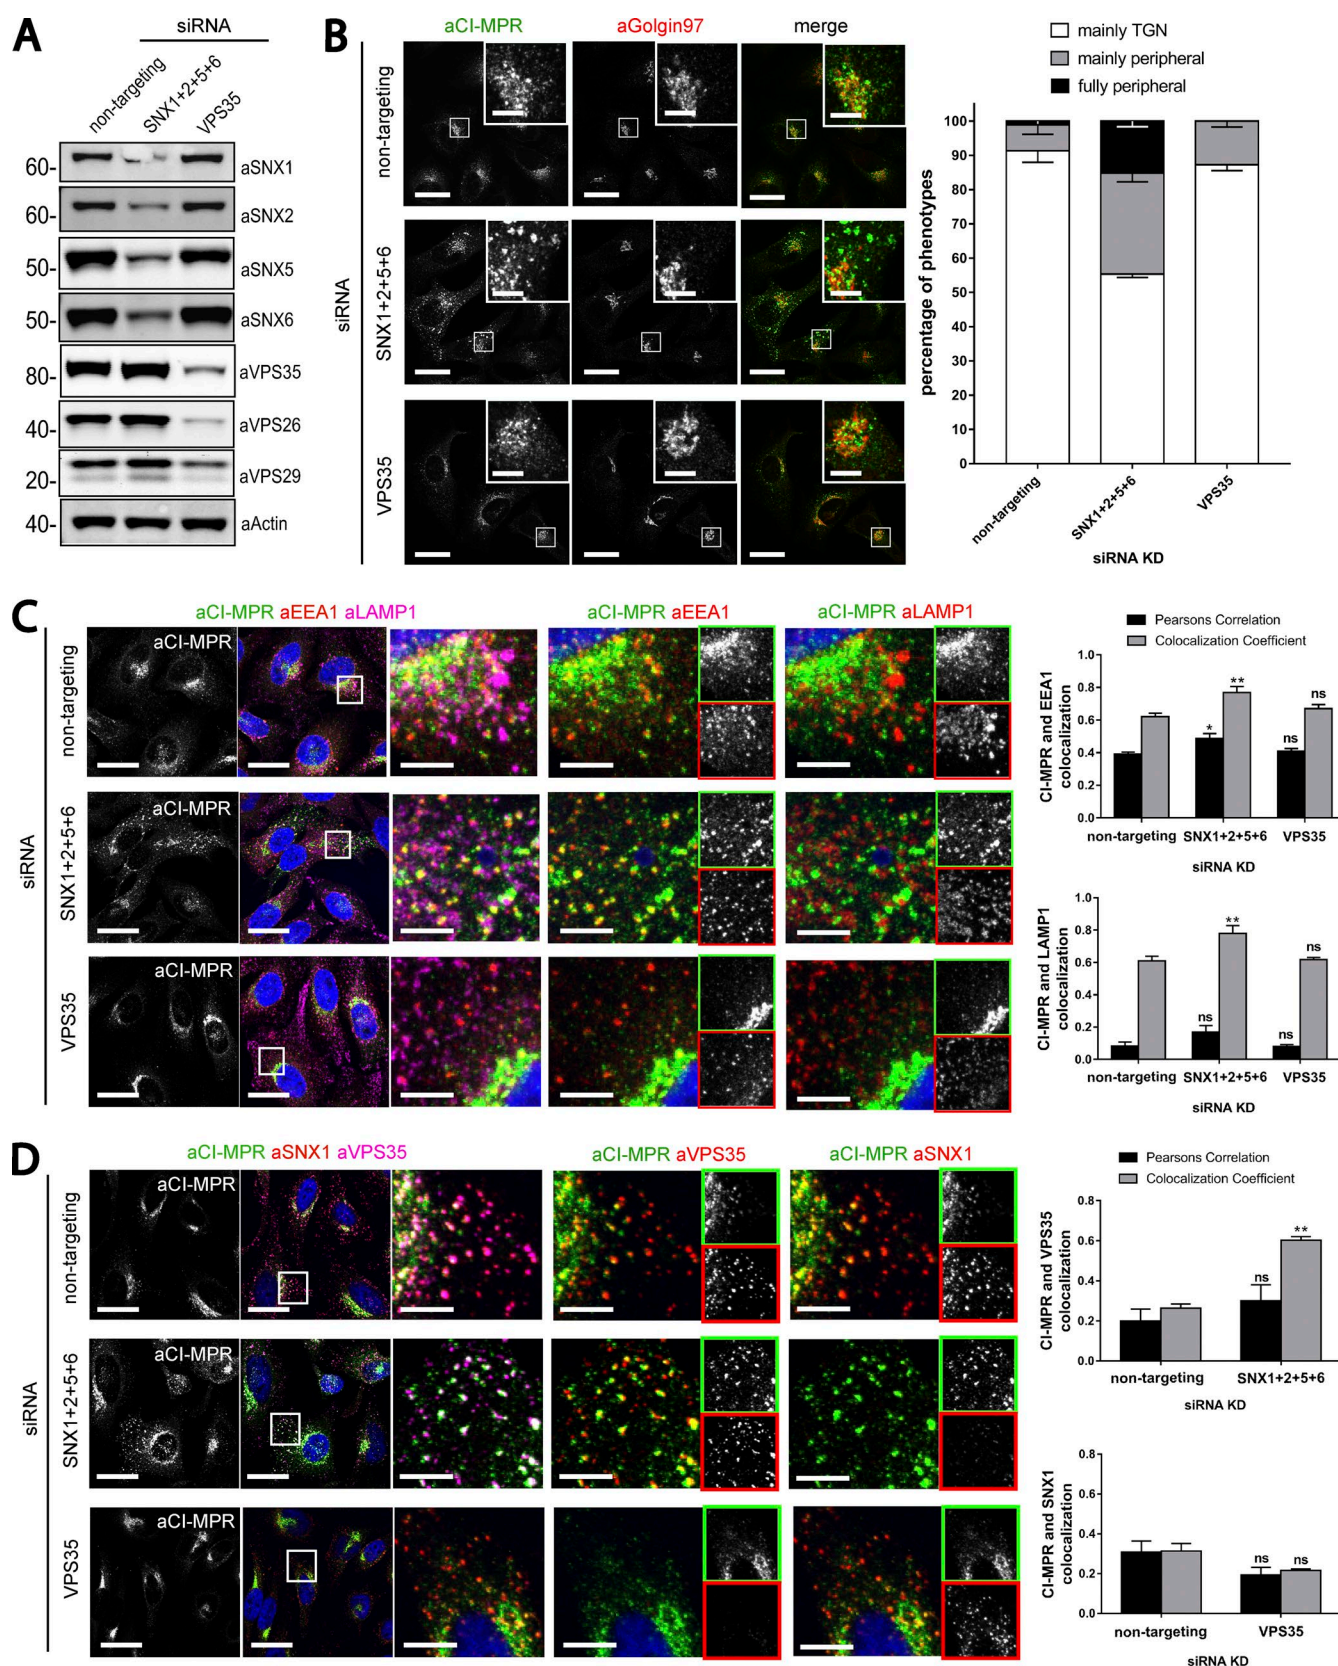 A
siRNA
non-targeting
SNX1+2+5+6
VPS35
60-
aSNX1
60-
aSNX2
50-
aSNX5
50-
aSNX6
80-
aVPS35
40-
aVPS26
20-
aVPS29
40-
aActin
B
aCI-MPR
aGolgin97
merge
siRNA
non-targeting
SNX1+2+5+6
VPS35
mainly TGN
mainly peripheral
fully peripheral
percentage of phenotypes
100
90
80
70
60
50
40
30
20
10
0
non-targeting
SNX1+2+5+6
VPS35
siRNA KD
C
aCI-MPR aEEA1 aLAMP1
aCI-MPR aEEA1
aCI-MPR aLAMP1
siRNA
non-targeting
aCI-MPR
SNX1+2+5+6
aCI-MPR
VPS35
aCI-MPR
Pearsons Correlation
Colocalization Coefficient
CI-MPR and EEA1
colocalization
1.0
0.8
0.6
0.4
0.2
0.0
*
**
ns
ns
non-targeting
SNX1+2+5+6
VPS35
siRNA KD
CI-MPR and LAMP1
colocalization
1.0
0.8
0.6
0.4
0.2
0.0
ns
**
ns
ns
non-targeting
SNX1+2+5+6
VPS35
siRNA KD
D
aCI-MPR aSNX1 aVPS35
aCI-MPR aVPS35
aCI-MPR aSNX1
siRNA
non-targeting
aCI-MPR
SNX1+2+5+6
aCI-MPR
VPS35
aCI-MPR
Pearsons Correlation
Colocalization Coefficient
CI-MPR and VPS35
colocalization
0.8
0.6
0.4
0.2
0.0
ns
**
non-targeting
SNX1+2+5+6
siRNA KD
CI-MPR and SNX1
colocalization
0.8
0.6
0.4
0.2
0.0
ns
ns
non-targeting
VPS35
siRNA KD